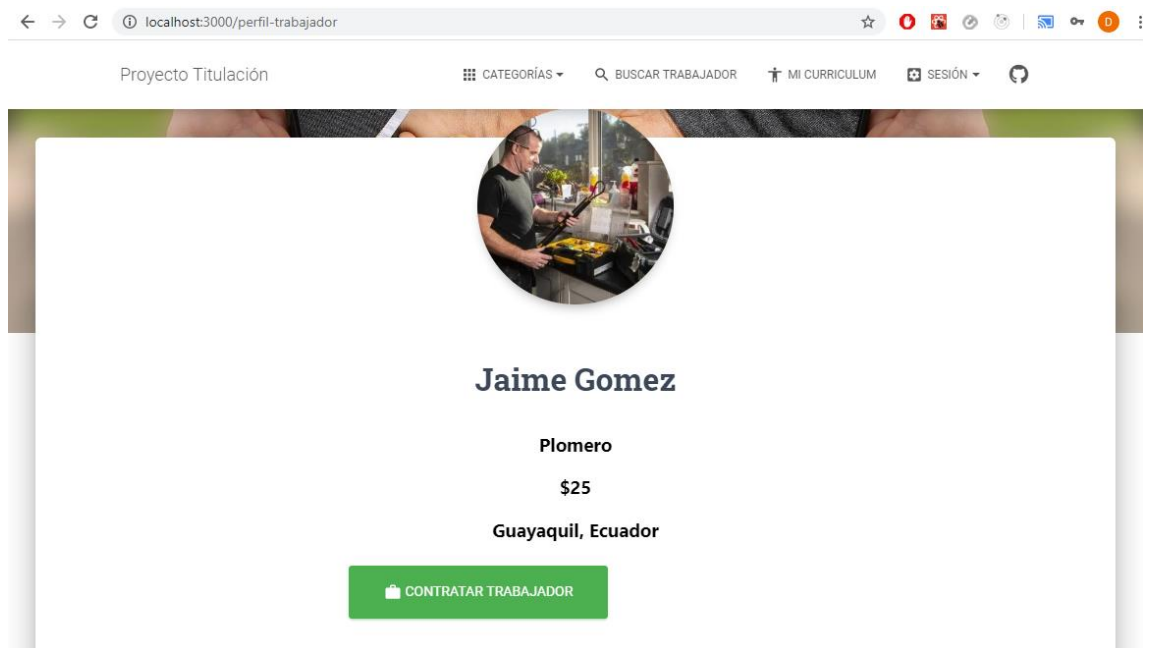 localhost:3000/perfil-trabajador
D
Proyecto Titulación
CATEGORÍAS
BUSCAR TRABAJADOR
MI CURRICULUM
SESIÓN
Jaime Gomez
Plomero
$25
Guayaquil, Ecuador
CONTRATAR TRABAJADOR